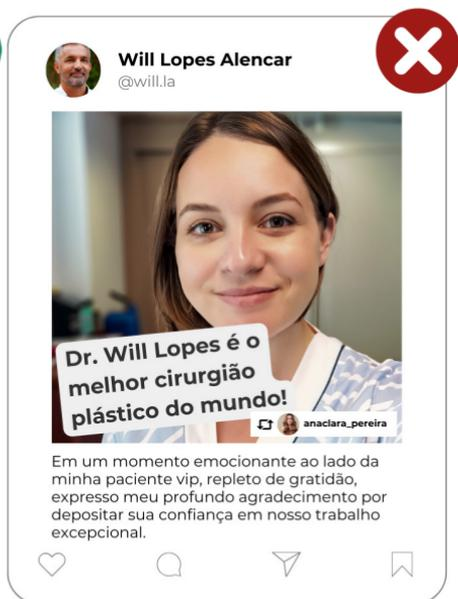 Will Lopes Alencar
@will.la
Dr. Will Lopes é o
melhor cirurgião
plástico do mundo!
anaclara_pereira
Em um momento emocionante ao lado da
minha paciente vip, repleto de gratidão,
expresso meu profundo agradecimento por
depositar sua confiança em nosso trabalho
excepcional.